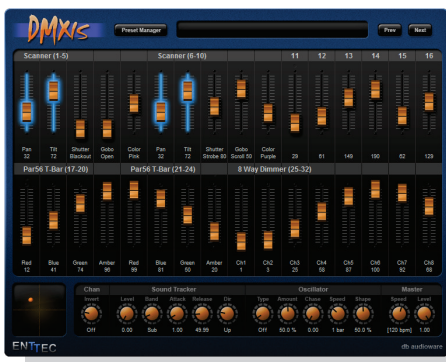 DMXIS
Preset Manager
Prev Next
Scanner (1-5) Scanner (6-10) 11 12 13 14 15 16
Pan Tilt Shutter Gobo Color Pan Tilt Shutter Gobo Color
32 72 Blackout Open Pink 32 72 Strobe 80 Scroll 50 Purple 29 61 149 190 62 129
Par56 T-Bar (17-20) Par56 T-Bar (21-24) 8 Way Dimmer (25-32)
Red Blue Green Amber Red Blue Green Amber Ch1 Ch2 Ch3 Ch4 Ch5 Ch6 Ch7 Ch8
12 41 74 98 99 81 50 20 1 3 25 58 87 100 92 68
Chan Sound Tracker Oscillator Master
Invert Level Band Attack Release Dir Type Amount Chase Speed Shape Speed Level
Off 0.00 Sub 1.00 49.99 Up Off 50.0 % 0.00 1 bar 50.0 % [120 bpm] 1.00
ENTTEC
db audioware